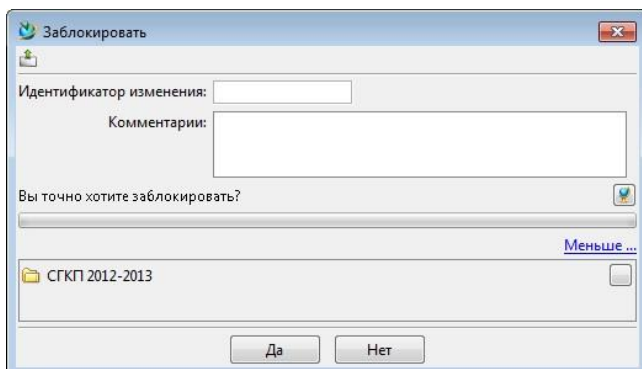 Заблокировать
Идентификатор изменения:
Комментарии:
Вы точно хотите заблокировать?
Меньше ...
СГКП 2012-2013
Да
Нет